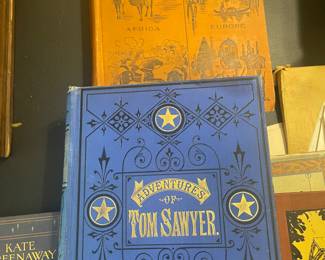 AFRICA
EUROPE
ADVENTURES
OF
TOM SAWYER.
KATE
GREENAWAY